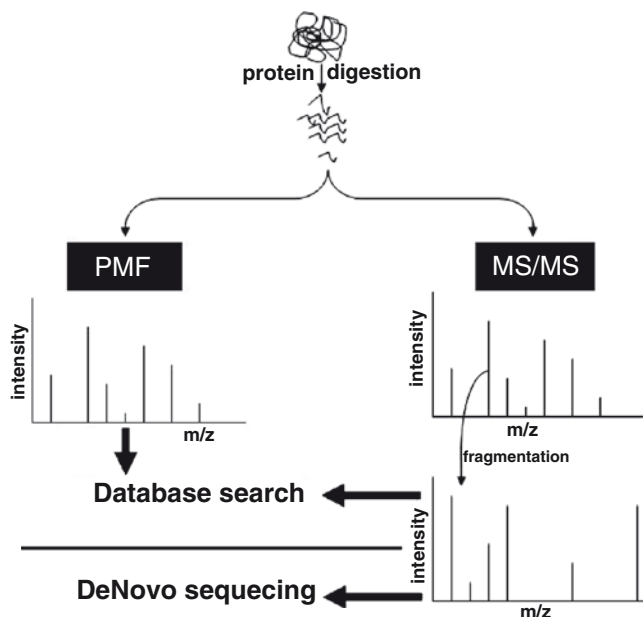 protein digestion
PMF
MS/MS
intensity
m/z
intensity
m/z
fragmentation
Database search
DeNovo sequecing
intensity
m/z